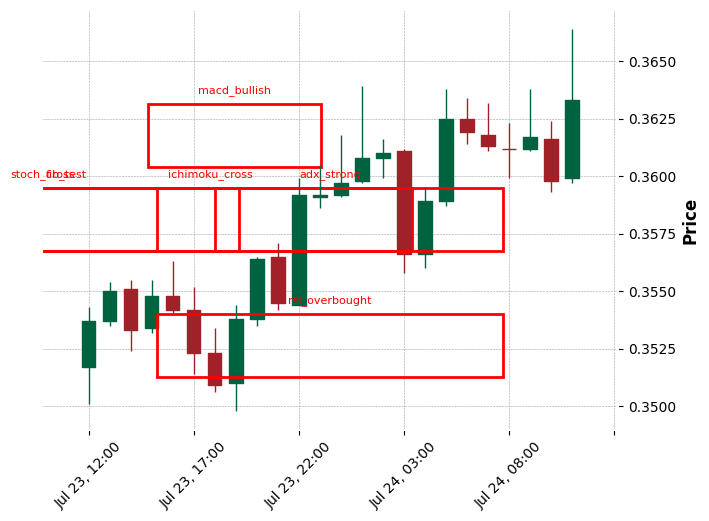 macd_bullish
0.3650
0.3625
0.3600
stoch_cross
fib_test
ichimoku_cross
adx_strong
0.3575
Price
0.3550
rsi_overbought
0.3525
0.3500
Jul 23, 12:00
Jul 23, 17:00
Jul 23, 22:00
Jul 24, 03:00
Jul 24, 08:00